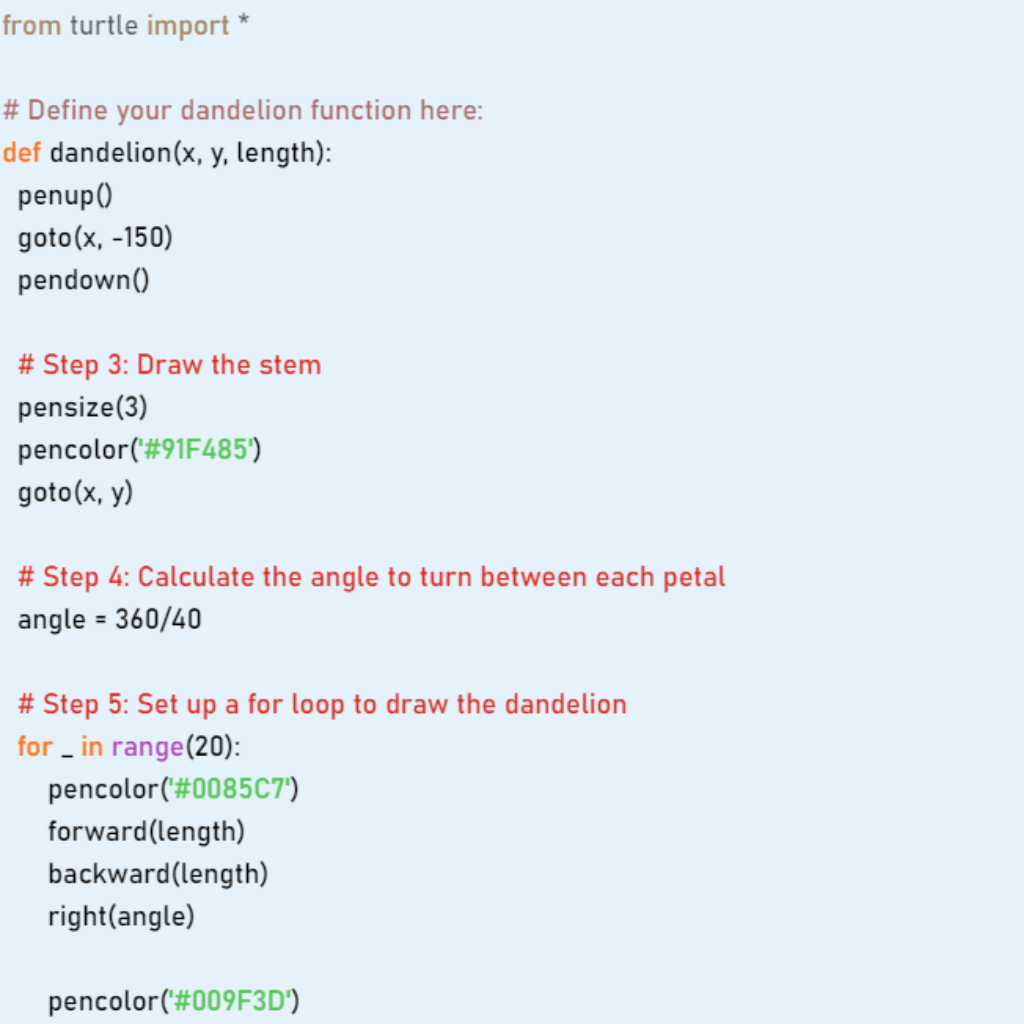 from turtle import *
# Define your dandelion function here:
def dandelion(x, y, length):
penup()
goto(x, -150)
pendown()
# Step 3: Draw the stem
pensize(3)
pencolor('#91F485')
goto(x, y)
# Step 4: Calculate the angle to turn between each petal
angle = 360/40
# Step 5: Set up a for loop to draw the dandelion
for _ in range(20):
pencolor('#0085C7')
forward(length)
backward(length)
right(angle)
pencolor('#009F3D')